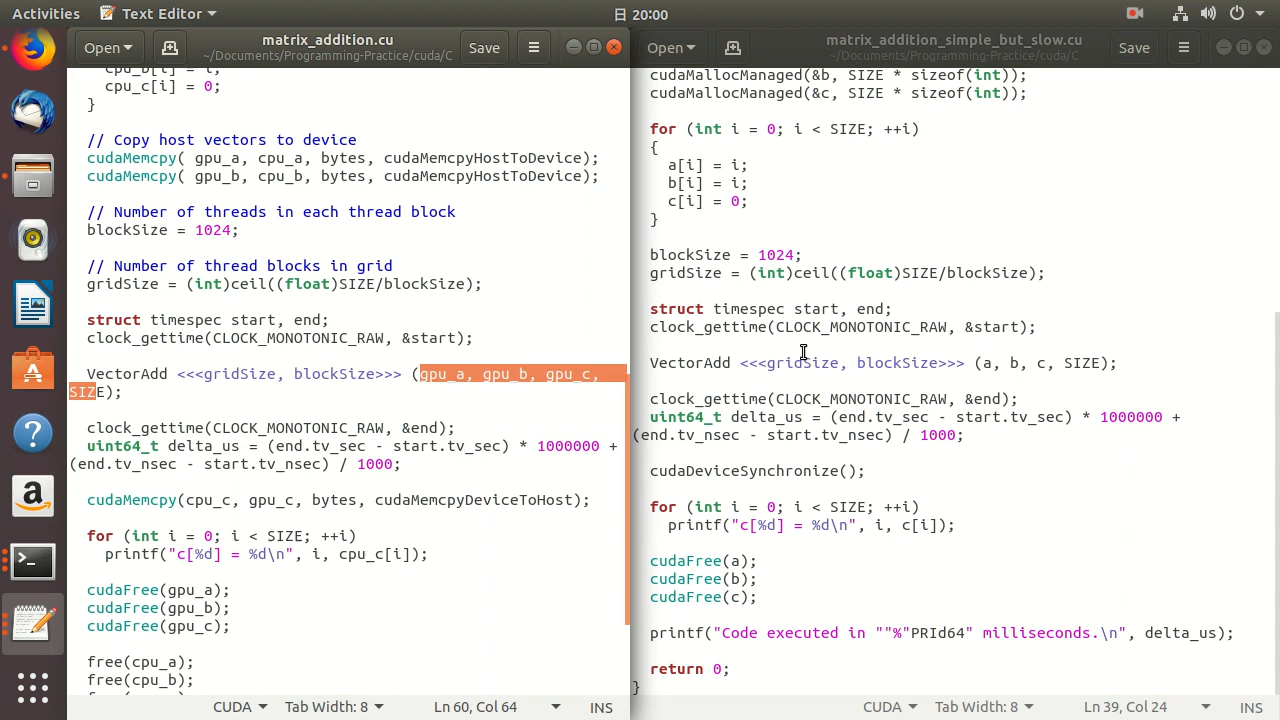 Activities Text Editor 日 20:00
Open matrix_addition.cu Save
~/Documents/Programming-Practice/cuda/C
cpu_b[i] = i;
cpu_c[i] = 0;
}
// Copy host vectors to device
cudaMemcpy( gpu_a, cpu_a, bytes, cudaMemcpyHostToDevice);
cudaMemcpy( gpu_b, cpu_b, bytes, cudaMemcpyHostToDevice);
// Number of threads in each thread block
blockSize = 1024;
// Number of thread blocks in grid
gridSize = (int)ceil((float)SIZE/blockSize);
struct timespec start, end;
clock_gettime(CLOCK_MONOTONIC_RAW, &start);
VectorAdd <<<gridSize, blockSize>>> (gpu_a, gpu_b, gpu_c,
SIZE);
clock_gettime(CLOCK_MONOTONIC_RAW, &end);
uint64_t delta_us = (end.tv_sec - start.tv_sec) * 1000000 +
(end.tv_nsec - start.tv_nsec) / 1000;
cudaMemcpy(cpu_c, gpu_c, bytes, cudaMemcpyDeviceToHost);
for (int i = 0; i < SIZE; ++i)
printf("c[%d] = %d\n", i, cpu_c[i]);
cudaFree(gpu_a);
cudaFree(gpu_b);
cudaFree(gpu_c);
free(cpu_a);
free(cpu_b);
CUDA Tab Width: 8 Ln 60, Col 64 INS
Open matrix_addition_simple_but_slow.cu Save
~/Documents/Programming-Practice/cuda/C
cudaMallocManaged(&b, SIZE * sizeof(int));
cudaMallocManaged(&c, SIZE * sizeof(int));
for (int i = 0; i < SIZE; ++i)
{
a[i] = i;
b[i] = i;
c[i] = 0;
}
blockSize = 1024;
gridSize = (int)ceil((float)SIZE/blockSize);
struct timespec start, end;
clock_gettime(CLOCK_MONOTONIC_RAW, &start);
VectorAdd <<<gridSize, blockSize>>> (a, b, c, SIZE);
clock_gettime(CLOCK_MONOTONIC_RAW, &end);
uint64_t delta_us = (end.tv_sec - start.tv_sec) * 1000000 +
(end.tv_nsec - start.tv_nsec) / 1000;
cudaDeviceSynchronize();
for (int i = 0; i < SIZE; ++i)
printf("c[%d] = %d\n", i, c[i]);
cudaFree(a);
cudaFree(b);
cudaFree(c);
printf("Code executed in ""%"PRId64" milliseconds.\n", delta_us);
return 0;
}
CUDA Tab Width: 8 Ln 39, Col 24 INS